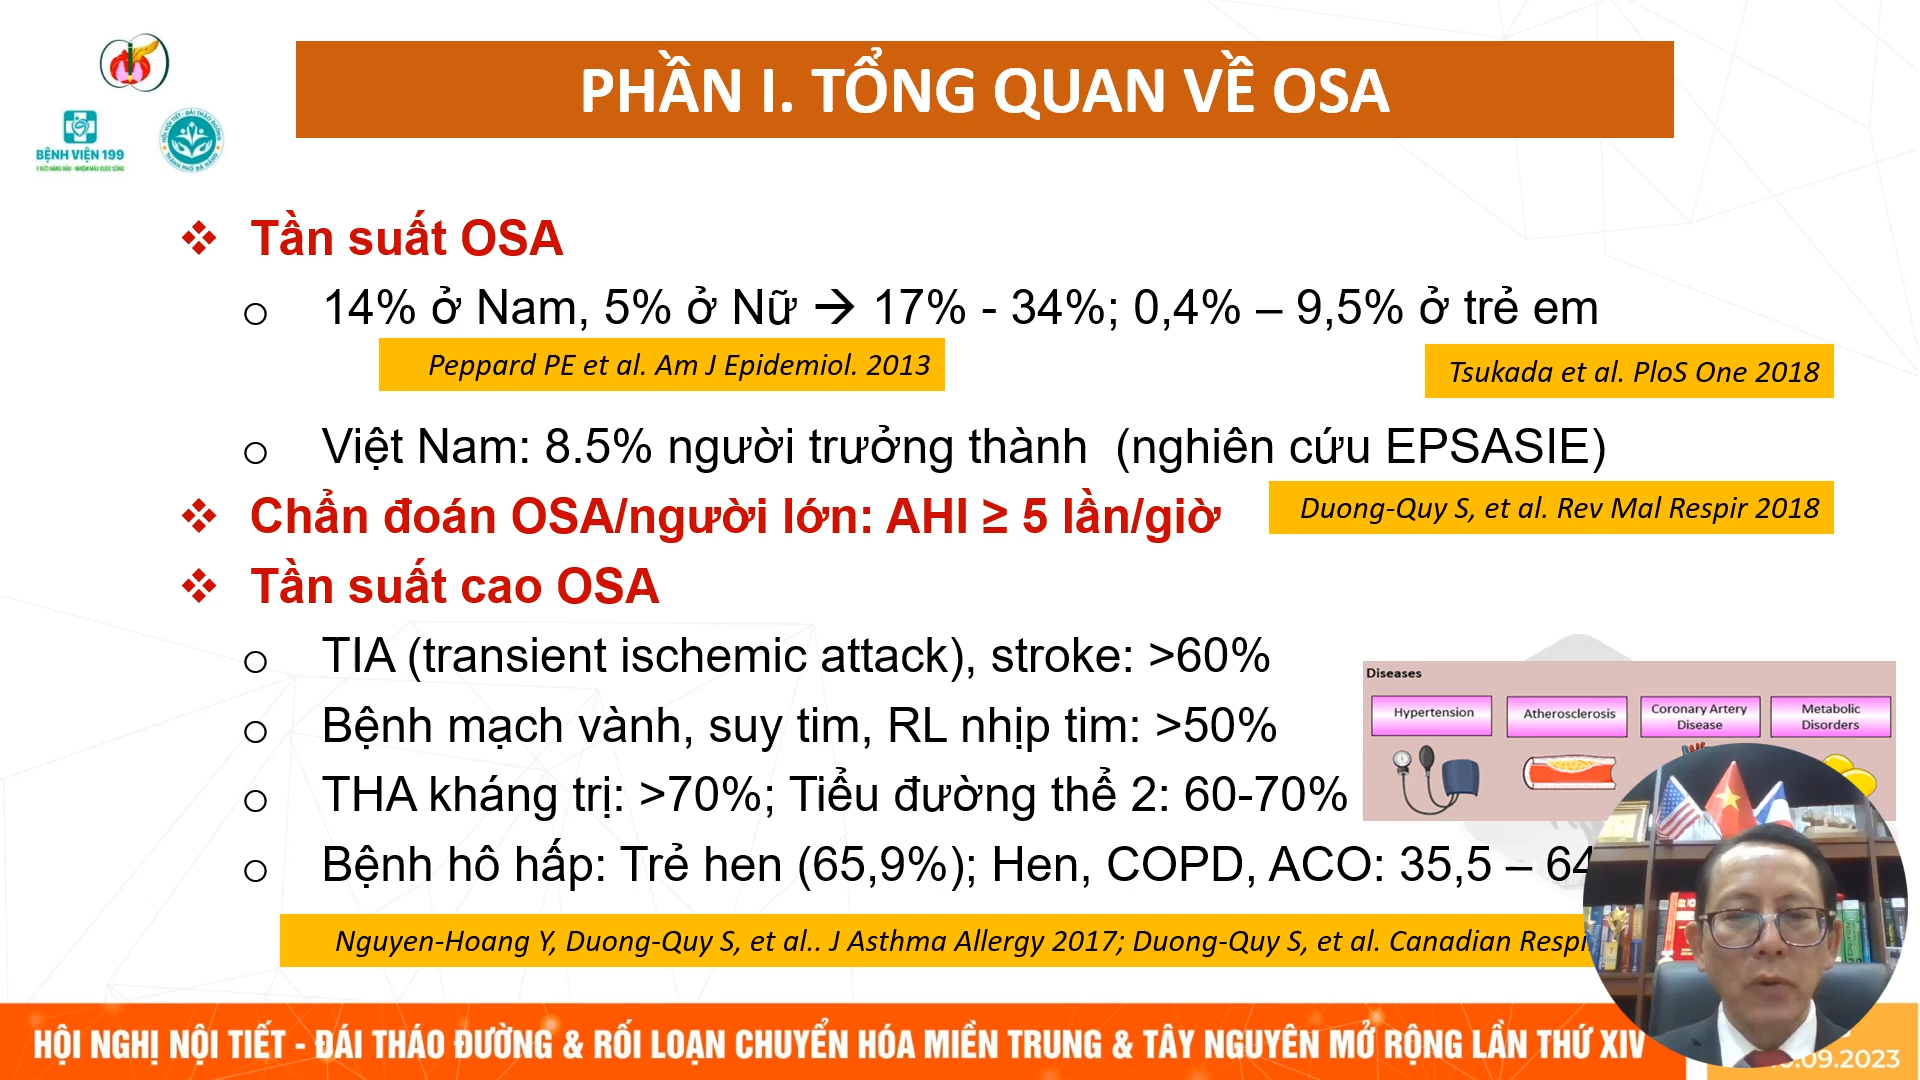 PHẦN I. TỔNG QUAN VỀ OSA
BỆNH VIỆN 199
Tần suất OSA
14% ở Nam, 5% ở Nữ → 17% - 34%; 0,4% – 9,5% ở trẻ em
Peppard PE et al. Am J Epidemiol. 2013
Tsukada et al. PloS One 2018
Việt Nam: 8.5% người trưởng thành (nghiên cứu EPSASIE)
Chẩn đoán OSA/người lớn: AHI ≥ 5 lần/giờ
Duong-Quy S, et al. Rev Mal Respir 2018
Tần suất cao OSA
TIA (transient ischemic attack), stroke: >60%
Bệnh mạch vành, suy tim, RL nhịp tim: >50%
THA kháng trị: >70%; Tiểu đường thể 2: 60-70%
Bệnh hô hấp: Trẻ hen (65,9%); Hen, COPD, ACO: 35,5 – 64
Diseases
Hypertension
Atherosclerosis
Coronary Artery Disease
Metabolic Disorders
Nguyen-Hoang Y, Duong-Quy S, et al.. J Asthma Allergy 2017; Duong-Quy S, et al. Canadian Respi
HỘI NGHỊ NỘI TIẾT - ĐÁI THÁO ĐƯỜNG & RỐI LOẠN CHUYỂN HÓA MIỀN TRUNG & TÂY NGUYÊN MỞ RỘNG LẦN THỨ XIV
.09.2023